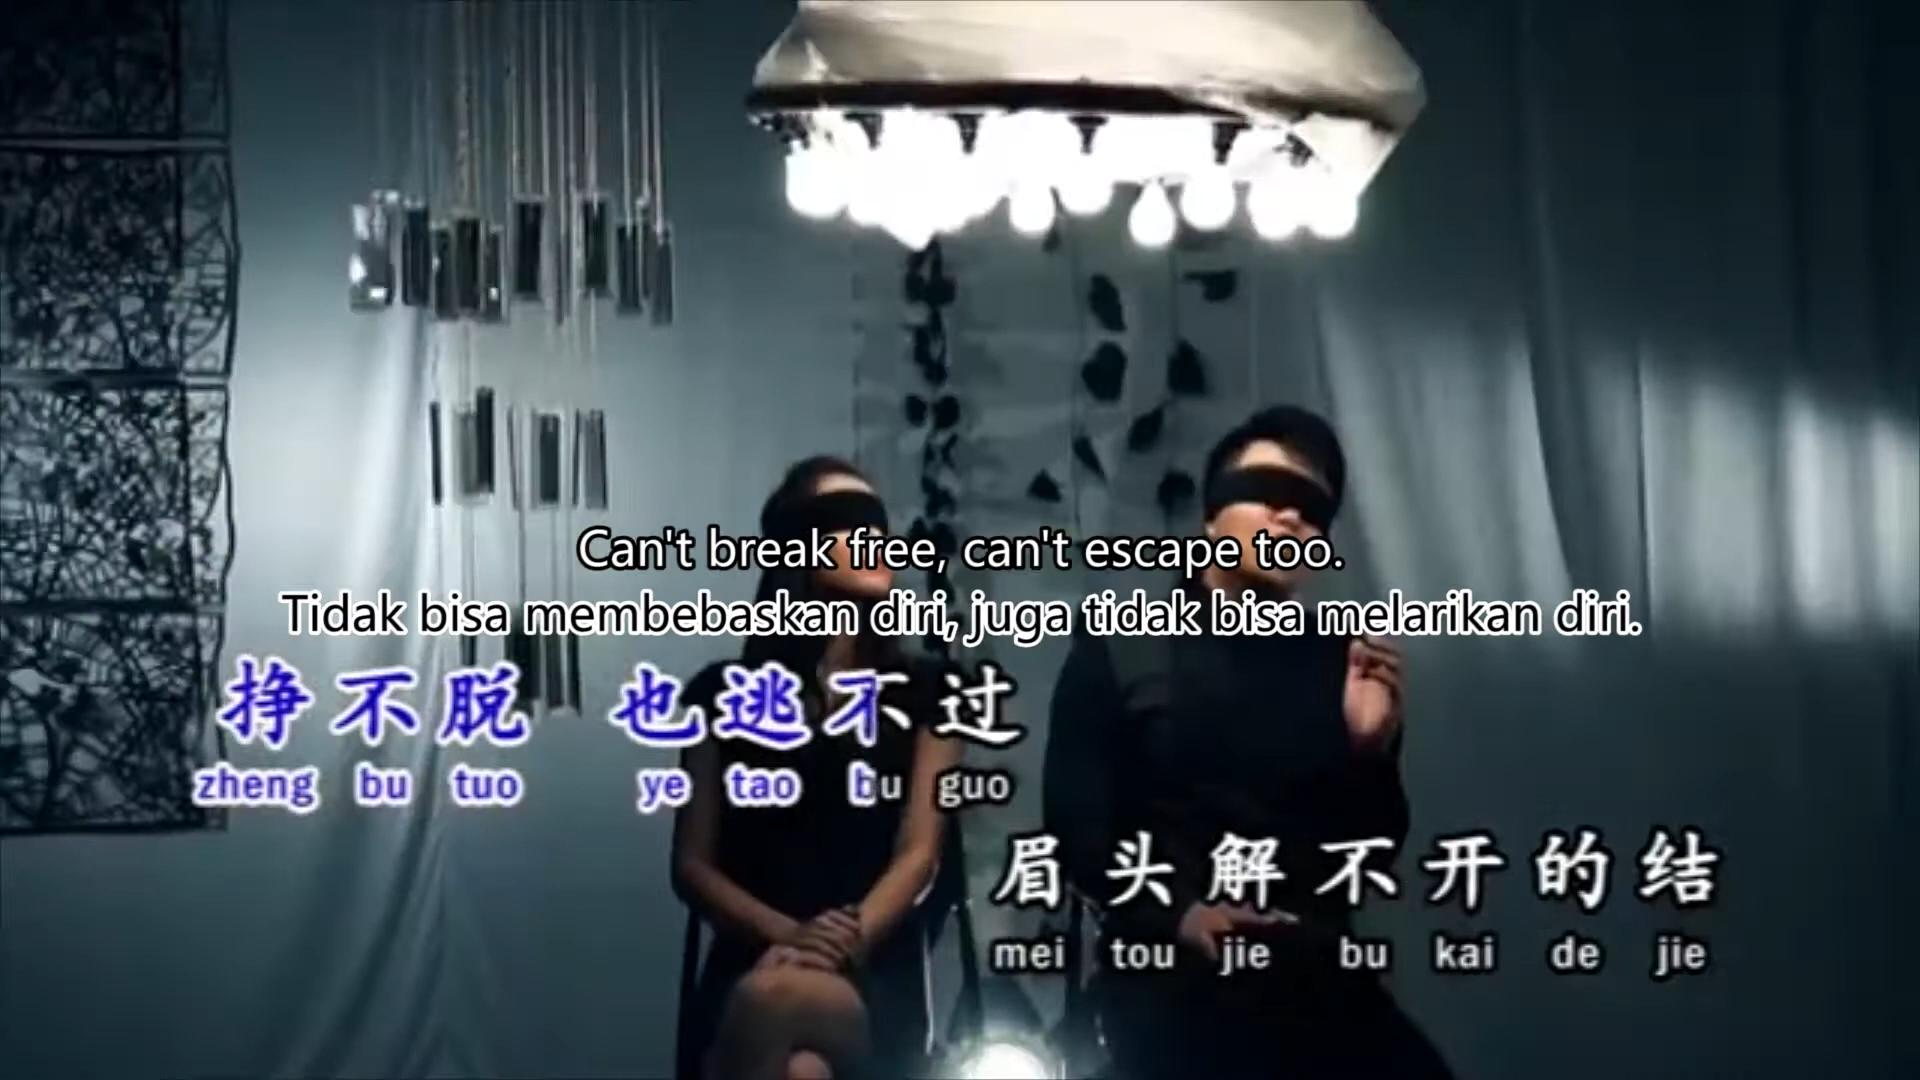 Can't break free, can't escape too.
Tidak bisa membebaskan diri, juga tidak bisa melarikan diri.
挣不脱 也逃不过
zheng bu tuo ye tao bu guo
眉头解不开的结
mei tou jie bu kai de jie